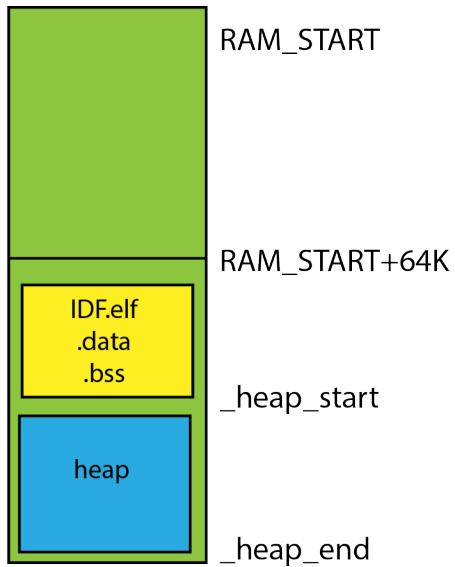 RAM_START
RAM_START+64K
IDF.elf
.data
.bss
_heap_start
heap
_heap_end